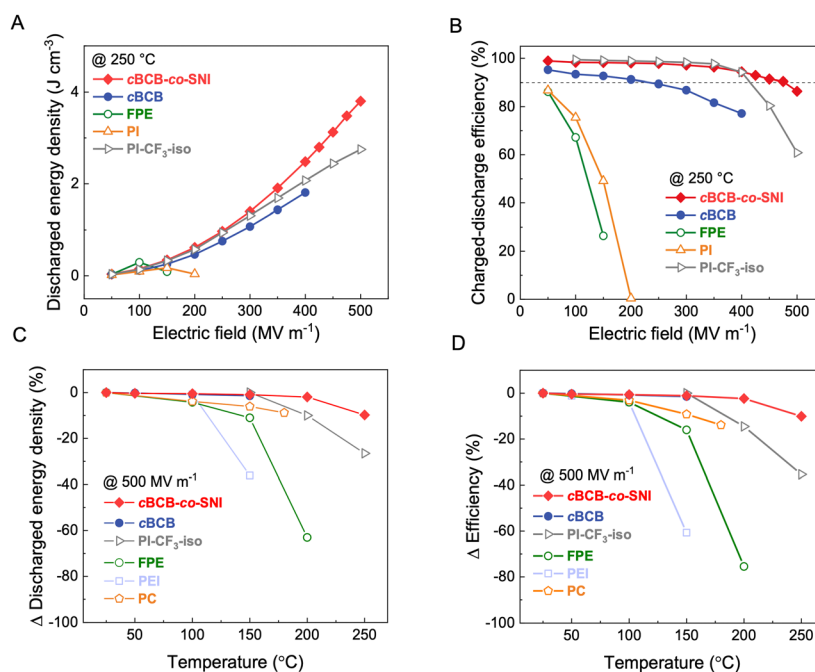 A
@ 250 °C
cBCB-co-SNI
cBCB
FPE
PI
PI-CF₃-iso
Discharged energy density (J cm⁻³)
4
2
0
0
100
200
300
400
500
Electric field (MV m⁻¹)
B
Charged-discharge efficiency (%)
100
80
60
40
20
0
@ 250 °C
cBCB-co-SNI
cBCB
FPE
PI
PI-CF₃-iso
0
100
200
300
400
500
Electric field (MV m⁻¹)
C
Δ Discharged energy density (%)
0
-20
-40
-60
-80
-100
@ 500 MV m⁻¹
cBCB-co-SNI
cBCB
PI-CF₃-iso
FPE
PEI
PC
50
100
150
200
250
Temperature (°C)
D
Δ Efficiency (%)
0
-20
-40
-60
-80
-100
@ 500 MV m⁻¹
cBCB-co-SNI
cBCB
PI-CF₃-iso
FPE
PEI
PC
50
100
150
200
250
Temperature (°C)